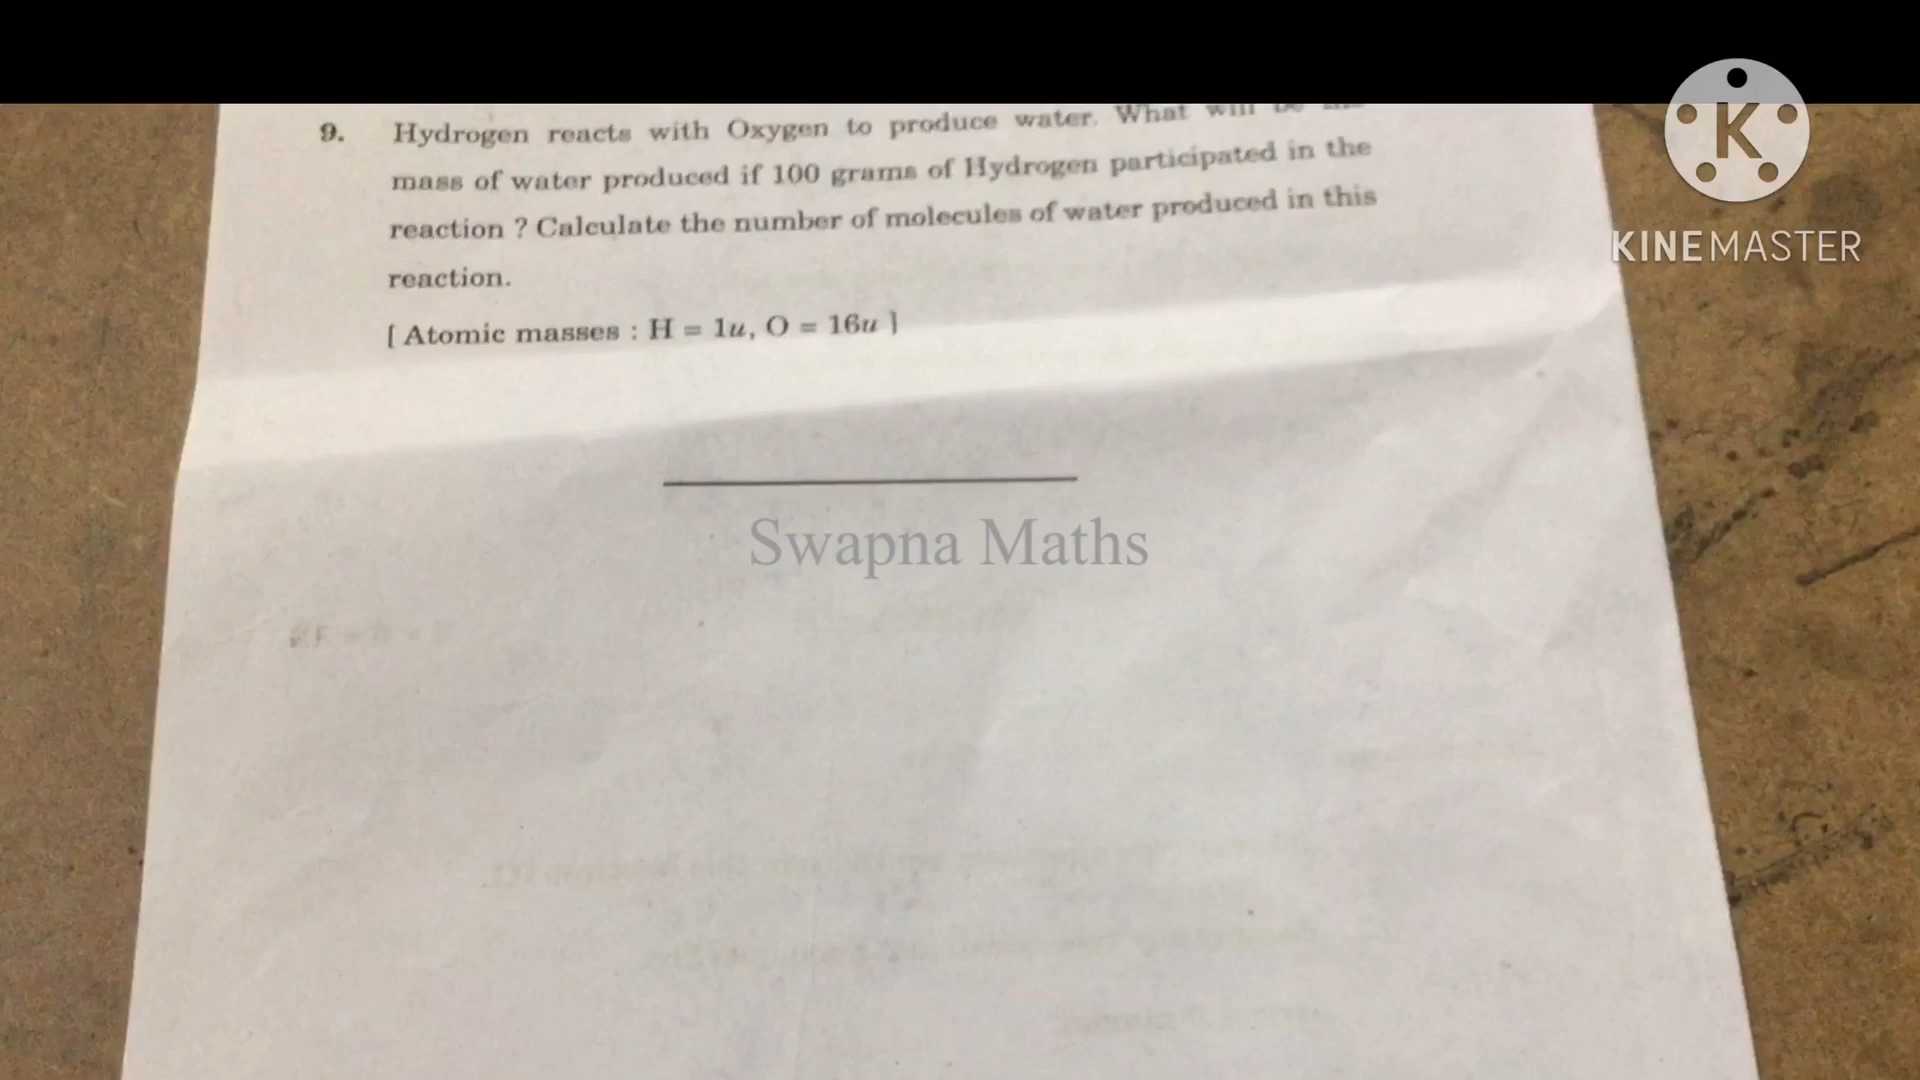 9. Hydrogen reacts with Oxygen to produce water. What will be
mass of water produced if 100 grams of Hydrogen participated in the
reaction ? Calculate the number of molecules of water produced in this
reaction.
[ Atomic masses : H = 1u, O = 16u ]
K
KINEMASTER
Swapna Maths